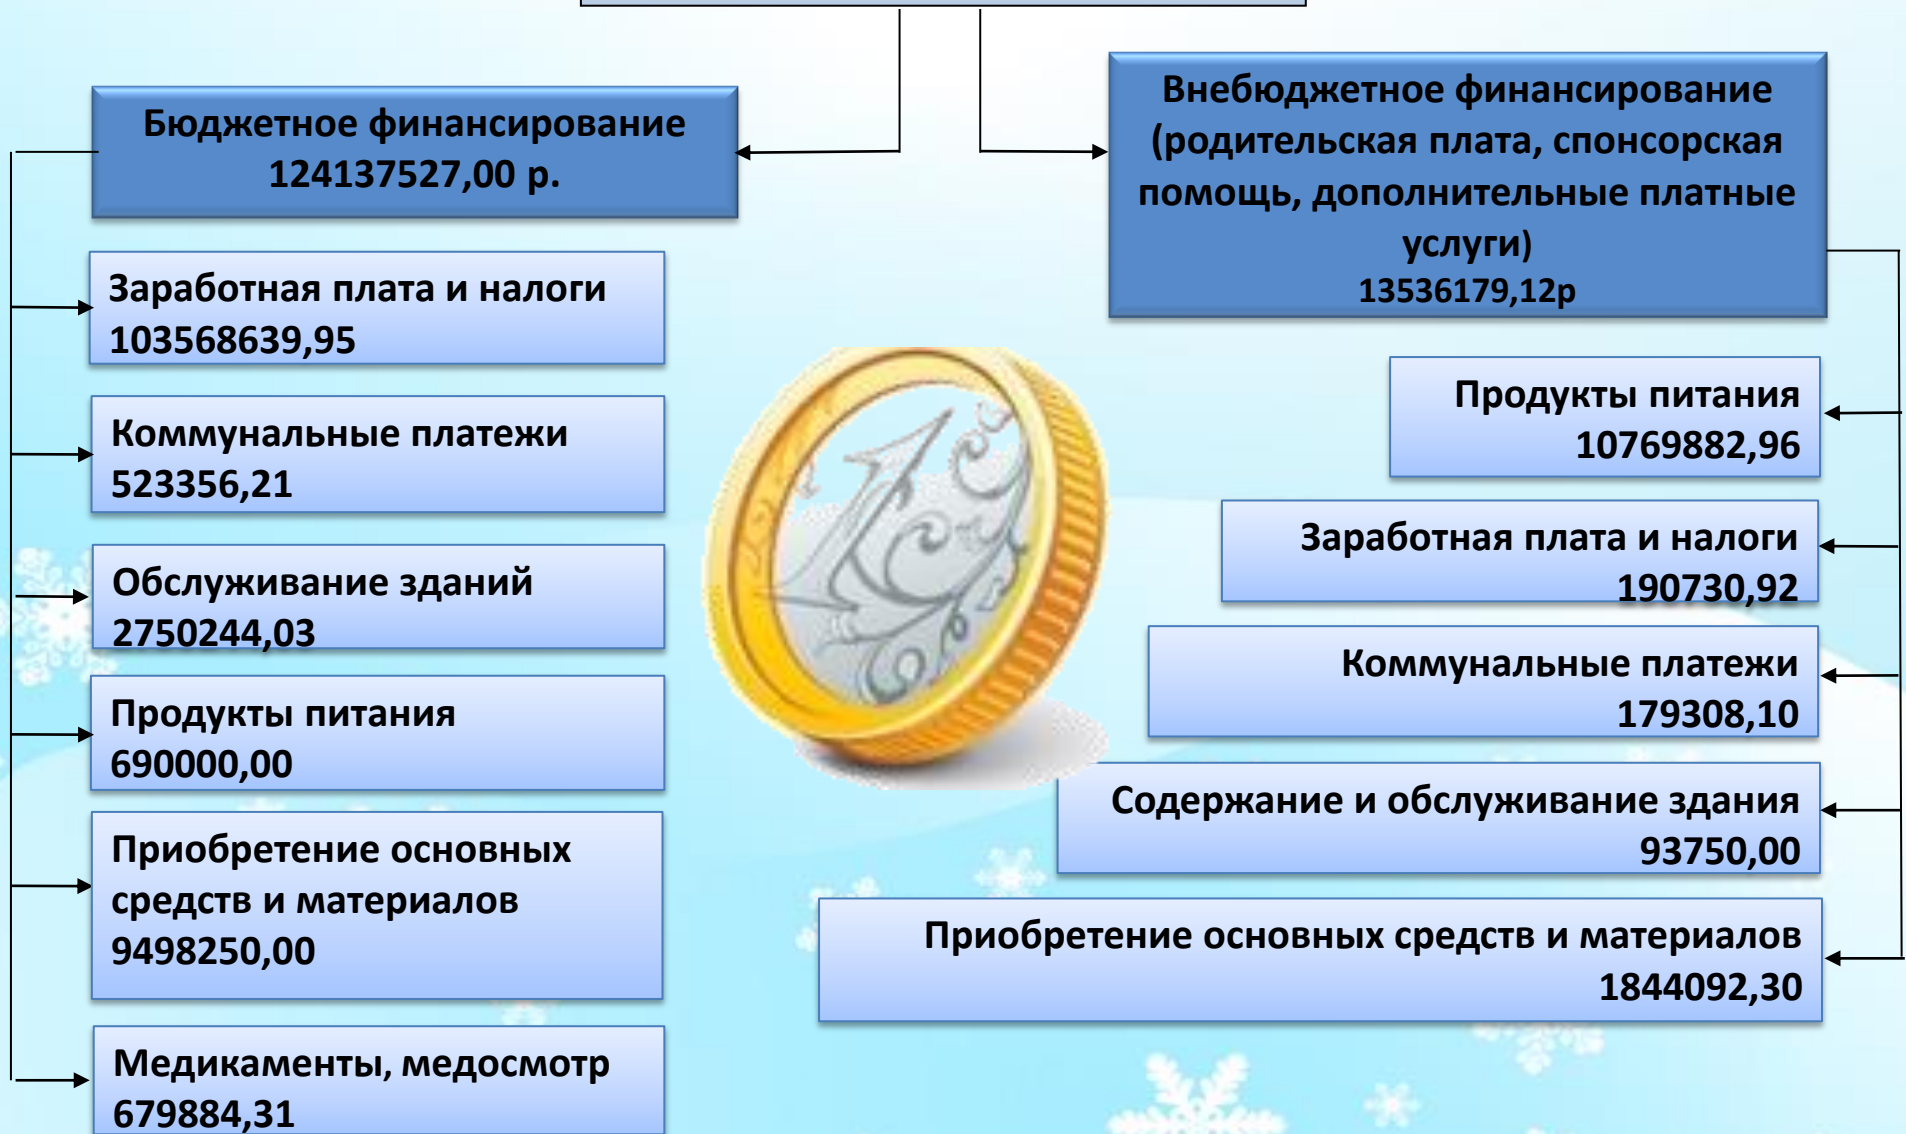 Бюджетное финансирование
124137527,00 р.
Заработная плата и налоги
103568639,95
Коммунальные платежи
523356,21
Обслуживание зданий
2750244,03
Продукты питания
690000,00
Приобретение основных
средств и материалов
9498250,00
Медикаменты, медосмотр
679884,31
Внебюджетное финансирование
(родительская плата, спонсорская
помощь, дополнительные платные
услуги)
13536179,12р
Продукты питания
10769882,96
Заработная плата и налоги
190730,92
Коммунальные платежи
179308,10
Содержание и обслуживание здания
93750,00
Приобретение основных средств и материалов
1844092,30